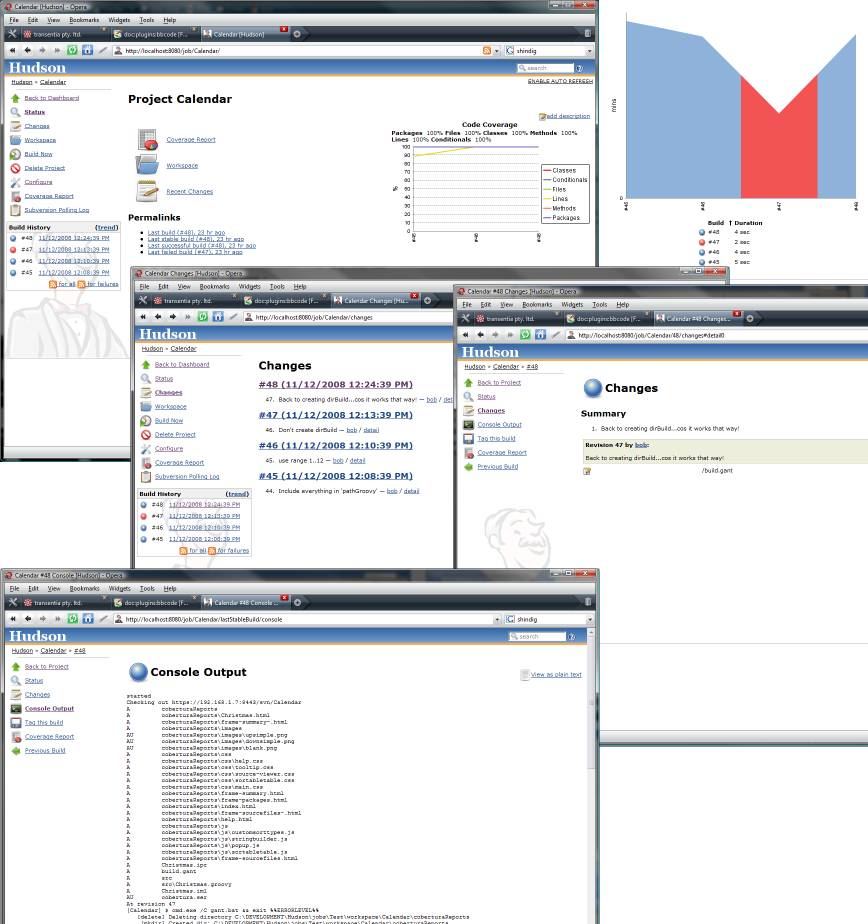 Calendar [Hudson] - Opera
File Edit View Bookmarks Widgets Tools Help
transentia pty. ltd. doc:plugins:bbcode [F... Calendar [Hudson]
http://localhost:8080/job/Calendar/ shindig
Hudson search
Hudson » Calendar ENABLE AUTO REFRESH
Back to Dashboard
Status
Changes
Workspace
Build Now
Delete Project
Configure
Coverage Report
Subversion Polling Log
Build History (trend)
#48 11/12/2008 12:24:39 PM
#47 11/12/2008 12:13:39 PM
#46 11/12/2008 12:10:39 PM
#45 11/12/2008 12:08:39 PM
for all for failures
Project Calendar
add description
Coverage Report
Workspace
Recent Changes
Permalinks
Last build (#48), 23 hr ago
Last stable build (#48), 23 hr ago
Last successful build (#48), 23 hr ago
Last failed build (#47), 23 hr ago
Code Coverage
Packages 100% Files 100% Classes 100% Methods 100%
Lines 100% Conditionals 100%
100
90
80
70
60
50
40
30
20
10
0
%
Classes
Conditionals
Files
Lines
Methods
Packages
mins
0
#45 #46 #47 #48
Build ↑ Duration
#48 4 sec
#47 2 sec
#46 4 sec
#45 5 sec
Calendar Changes [Hudson] - Opera
File Edit View Bookmarks Widgets Tools Help
transentia pty. ltd. doc:plugins:bbcode [F... Calendar Changes [Hu...
http://localhost:8080/job/Calendar/changes
Hudson
Hudson » Calendar
Back to Dashboard
Status
Changes
Workspace
Build Now
Delete Project
Configure
Coverage Report
Subversion Polling Log
Build History (trend)
#48 11/12/2008 12:24:39 PM
#47 11/12/2008 12:13:39 PM
#46 11/12/2008 12:10:39 PM
#45 11/12/2008 12:08:39 PM
for all for failures
Changes
#48 (11/12/2008 12:24:39 PM)
47. Back to creating dirBuild...cos it works that way! — bob / det
#47 (11/12/2008 12:13:39 PM)
46. Don't create dirBuild — bob / detail
#46 (11/12/2008 12:10:39 PM)
45. use range 1..12 — bob / detail
#45 (11/12/2008 12:08:39 PM)
44. Include everything in 'pathGroovy' — bob / detail
Calendar #48 Changes [Hudson] - Opera
File Edit View Bookmarks Widgets Tools Help
transentia pty. ltd. doc:plugins:bbcode [F... Calendar #48 Changes...
http://localhost:8080/job/Calendar/48/changes#detail0
Hudson
Hudson » Calendar » #48
Back to Project
Status
Changes
Console Output
Tag this build
Coverage Report
Previous Build
Changes
Summary
1. Back to creating dirBuild...cos it works that way!
Revision 47 by bob:
Back to creating dirBuild...cos it works that way!
/build.gant
Calendar #48 Console [Hudson] - Opera
File Edit View Bookmarks Widgets Tools Help
transentia pty. ltd. doc:plugins:bbcode [F... Calendar #48 Console ...
http://localhost:8080/job/Calendar/lastStableBuild/console shindig
Hudson search
Hudson » Calendar » #48
Back to Project
Status
Changes
Console Output
Tag this build
Coverage Report
Previous Build
Console Output
View as plain text
started
Checking out https://192.168.1.7:8443/svn/Calendar
A coberturaReports
A coberturaReports\Christmas.html
A coberturaReports\frame-summary-.html
A coberturaReports\images
AU coberturaReports\images\upsimple.png
AU coberturaReports\images\downsimple.png
AU coberturaReports\images\blank.png
A coberturaReports\css
A coberturaReports\css\help.css
A coberturaReports\css\tooltip.css
A coberturaReports\css\source-viewer.css
A coberturaReports\css\sortabletable.css
A coberturaReports\css\main.css
A coberturaReports\frame-summary.html
A coberturaReports\frame-packages.html
A coberturaReports\index.html
A coberturaReports\frame-sourcefiles-.html
A coberturaReports\help.html
A coberturaReports\js
A coberturaReports\js\customsorttypes.js
A coberturaReports\js\stringbuilder.js
A coberturaReports\js\popup.js
A coberturaReports\js\sortabletable.js
A coberturaReports\frame-sourcefiles.html
A Christmas.ipr
A build.gant
A src
A src\Christmas.groovy
A Christmas.iml
AU cobertura.ser
At revision 47
[Calendar] $ cmd.exe /C gant.bat && exit %%ERRORLEVEL%%
[delete] Deleting directory C:\DEVELOPMENT\Hudson\jobs\Test\workspace\Calendar\coberturaReports
[mkdir] Created dir: C:\DEVELOPMENT\Hudson\jobs\Test\workspace\Calendar\coberturaReports